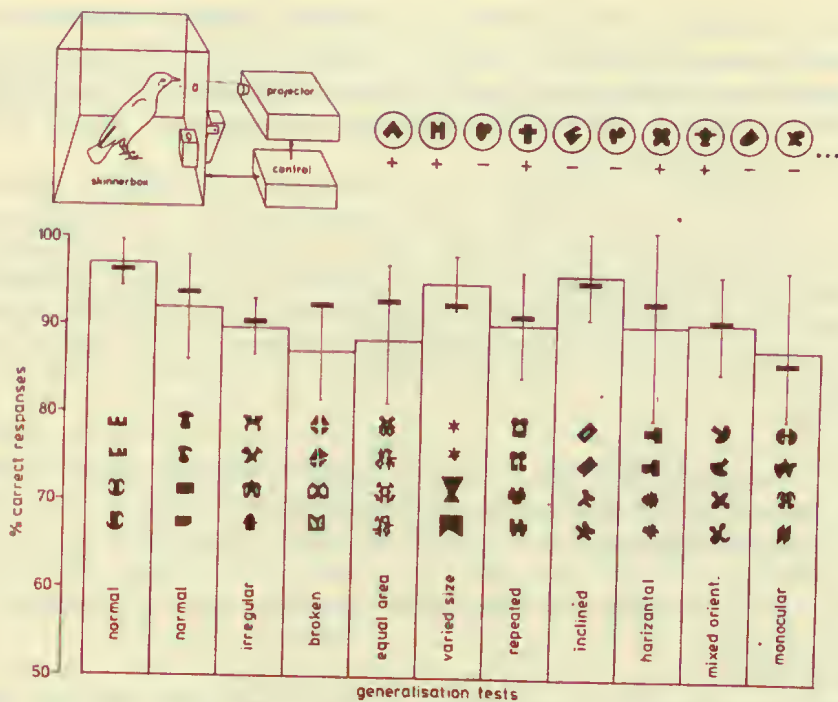 projector
control
skinnerbox
+ + - + - - + + - - ...
100
90
80
70
60
50
% correct responses
normal
normal
irregular
broken
equal area
varied size
repeated
inclined
harizantal
mixed orient.
monocular
generalisation tests